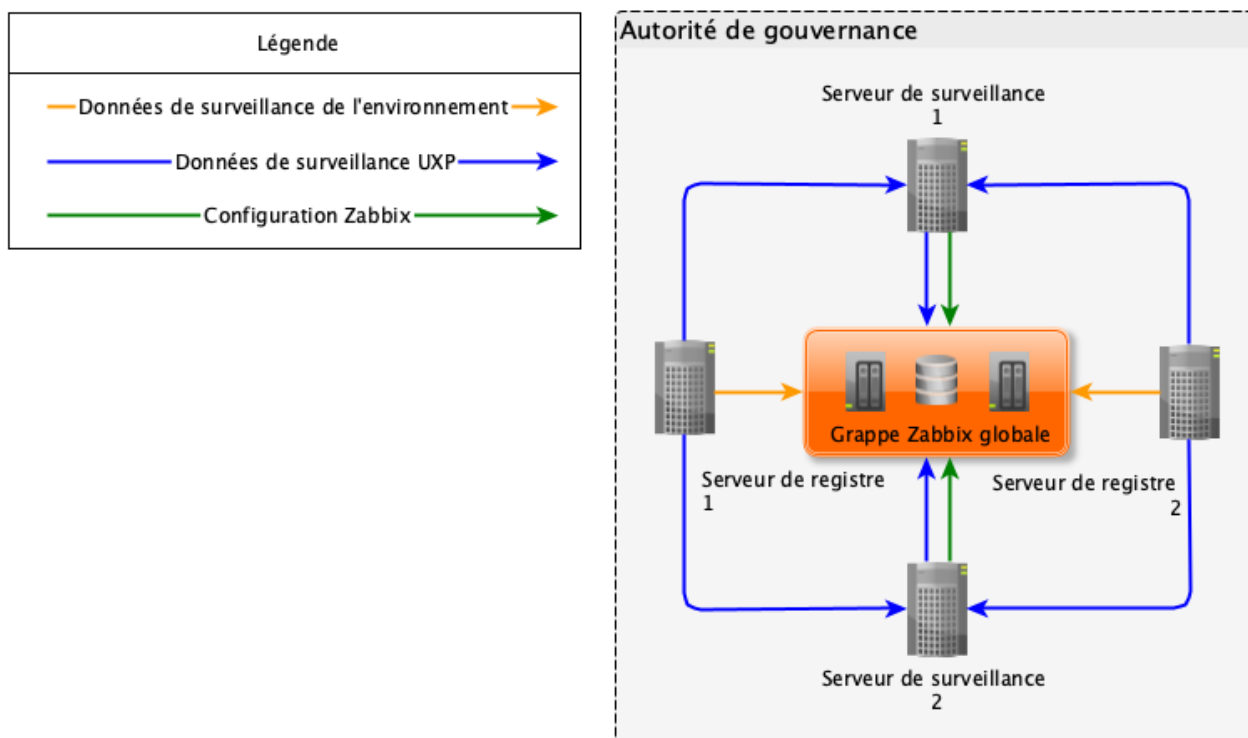 Légende
Données de surveillance de l'environnement
Données de surveillance UXP
Configuration Zabbix
Autorité de gouvernance
Serveur de surveillance
1
Grappe Zabbix globale
Serveur de registre
1
Serveur de registre
2
Serveur de surveillance
2